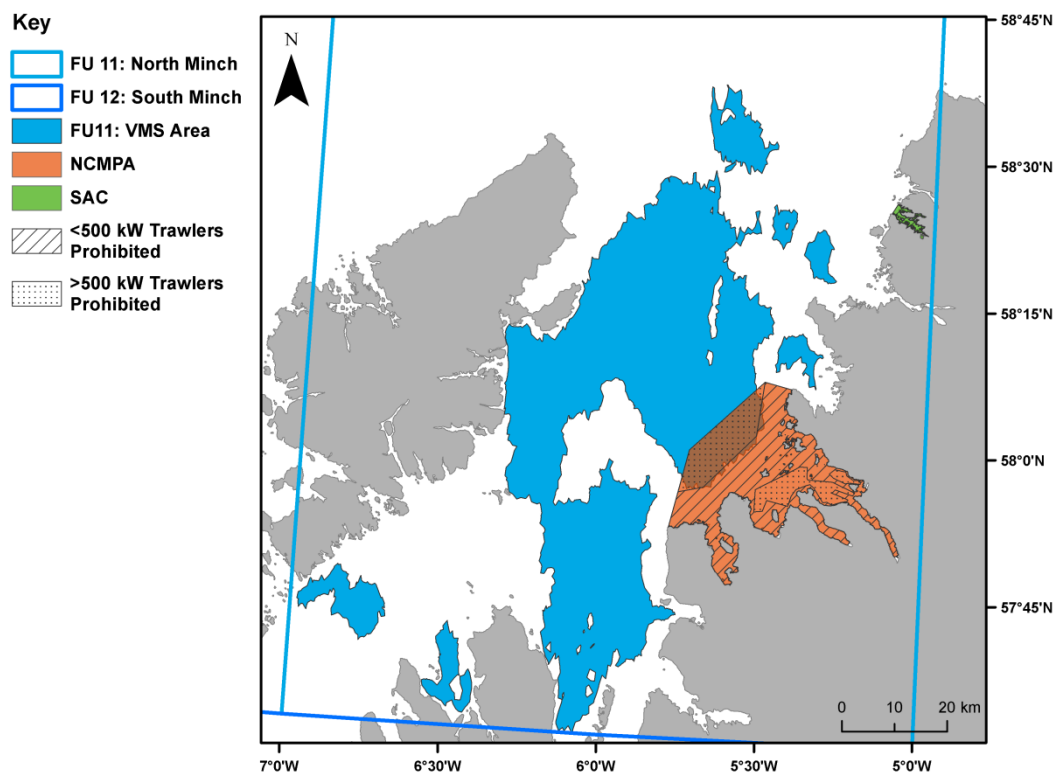 Key
FU 11: North Minch
FU 12: South Minch
FU11: VMS Area
NCMPA
SAC
<500 kW Trawlers
Prohibited
>500 kW Trawlers
Prohibited
N
58°45'N
58°30'N
58°15'N
58°0'N
57°45'N
0 10 20 km
7°0'W 6°30'W 6°0'W 5°30'W 5°0'W